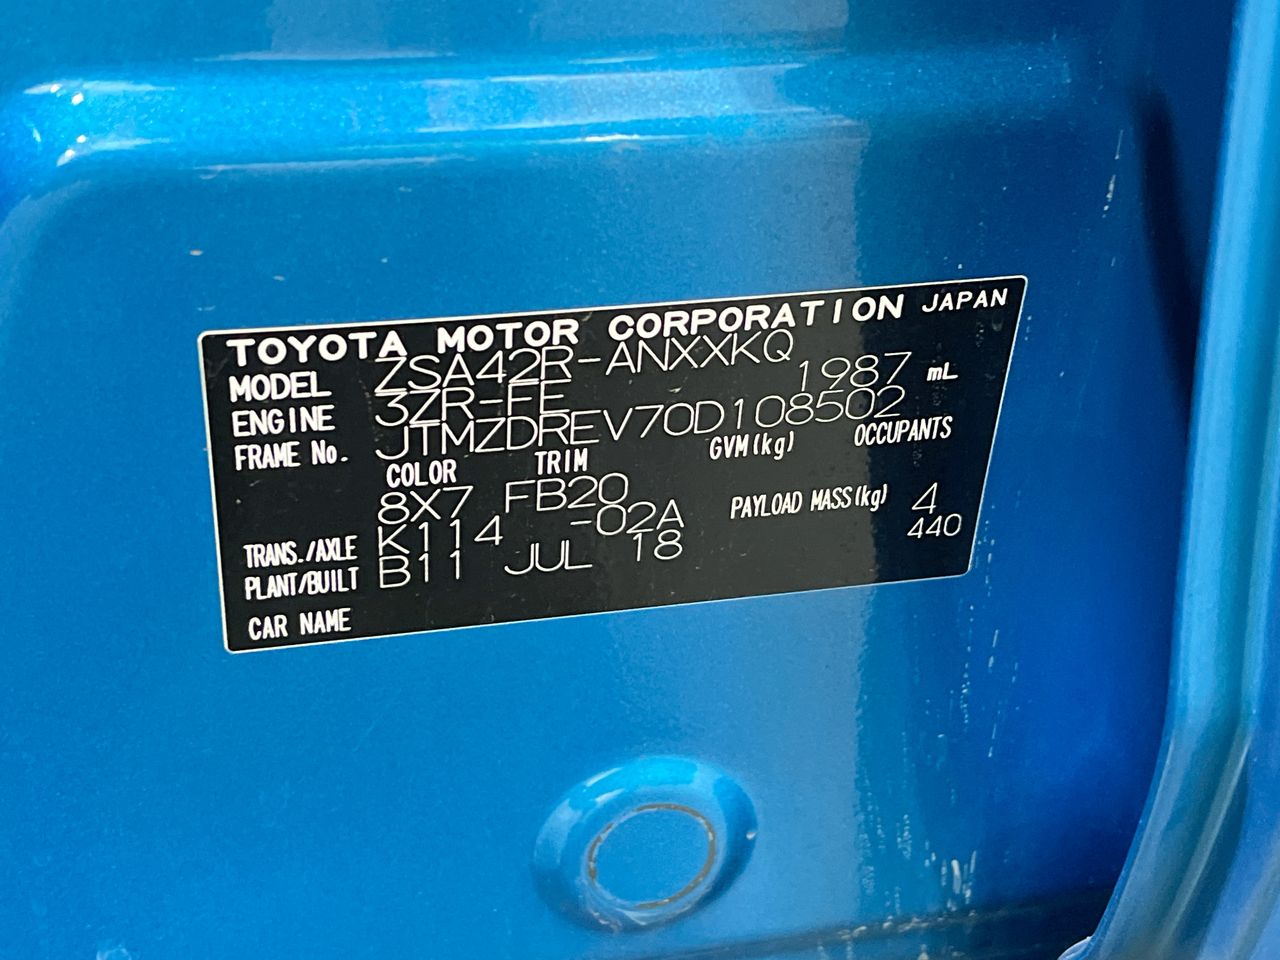 TOYOTA MOTOR CORPORATION JAPAN
MODEL ZSA42R-ANXXKQ
ENGINE 3ZR-FE 1987 mL
FRAME No. JTMZDREV70D108502
COLOR TRIM GVM(kg) OCCUPANTS
8X7 FB20 4
TRANS./AXLE K114 -02A PAYLOAD MASS(kg) 440
PLANT/BUILT B11 JUL 18
CAR NAME